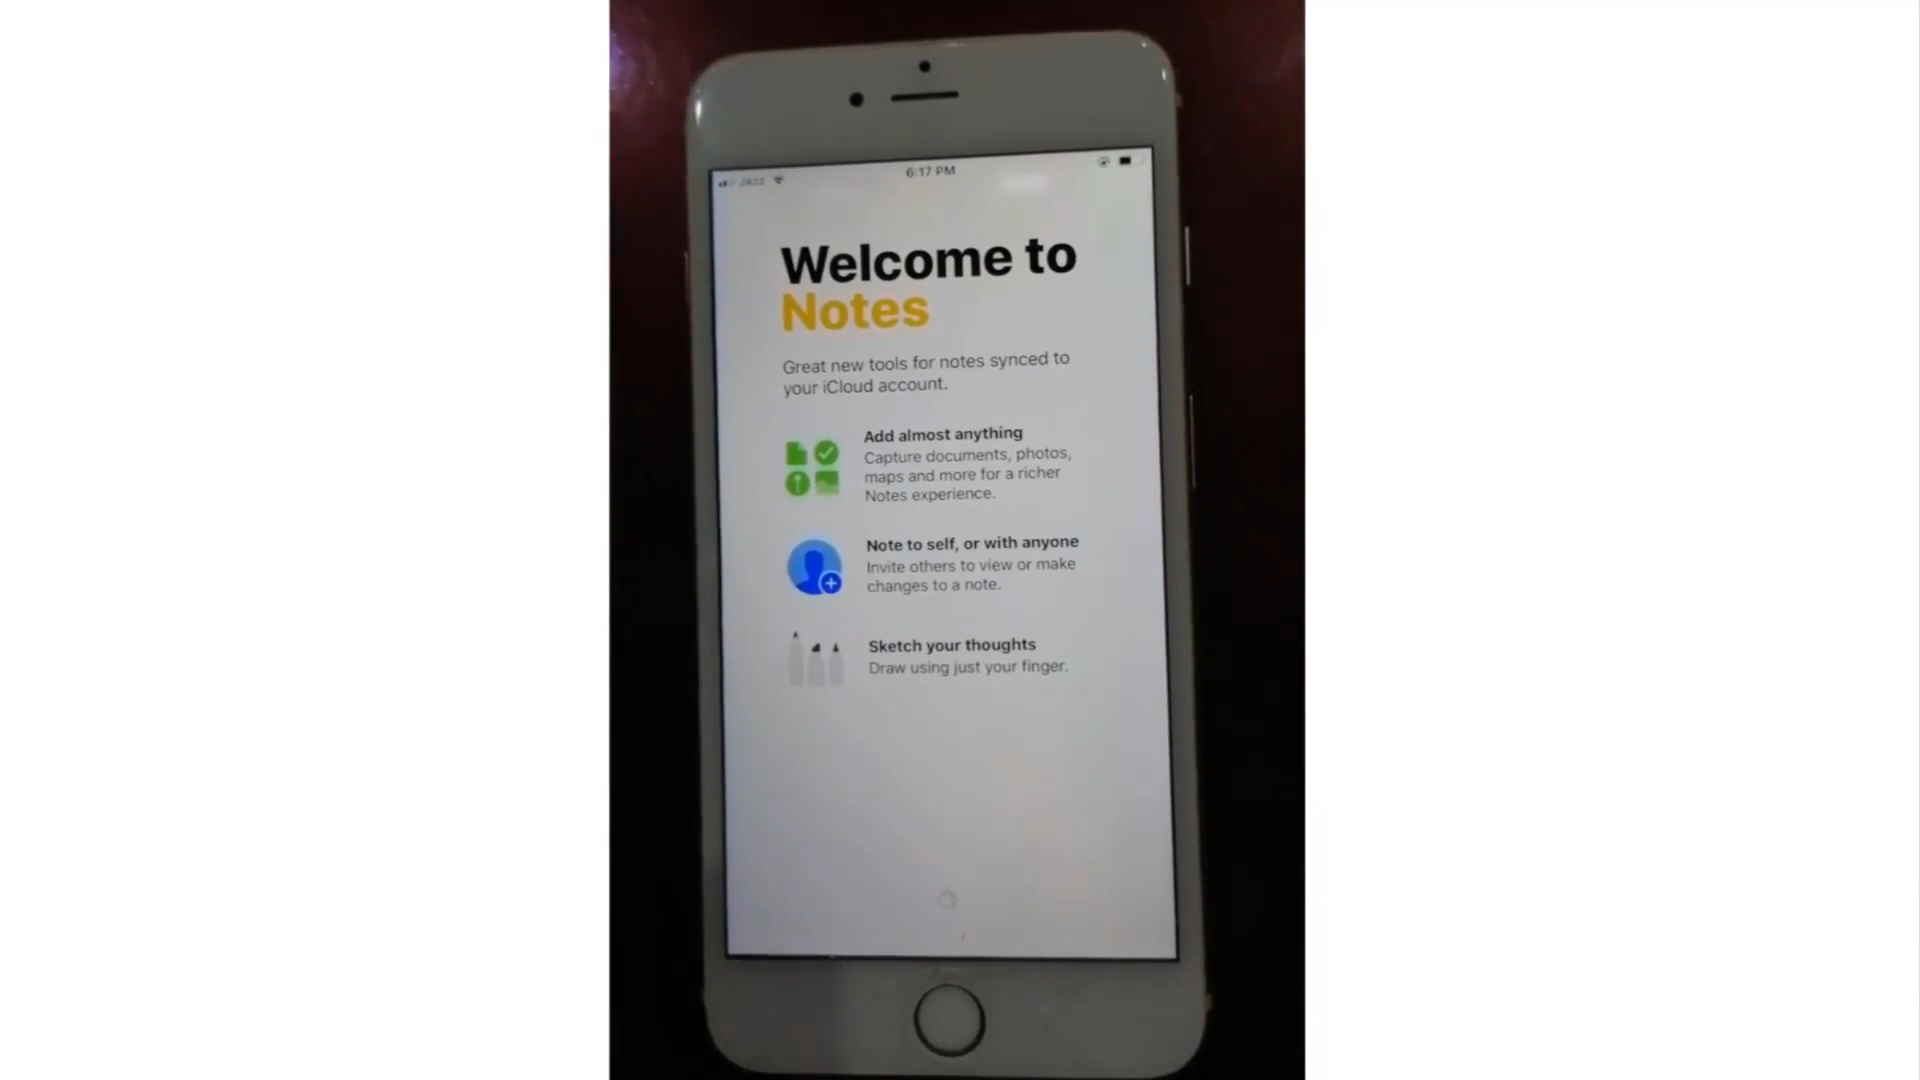 JAZZ
6:17 PM
Welcome to
Notes
Great new tools for notes synced to
your iCloud account.
Add almost anything
Capture documents, photos,
maps and more for a richer
Notes experience.
Note to self, or with anyone
Invite others to view or make
changes to a note.
Sketch your thoughts
Draw using just your finger.